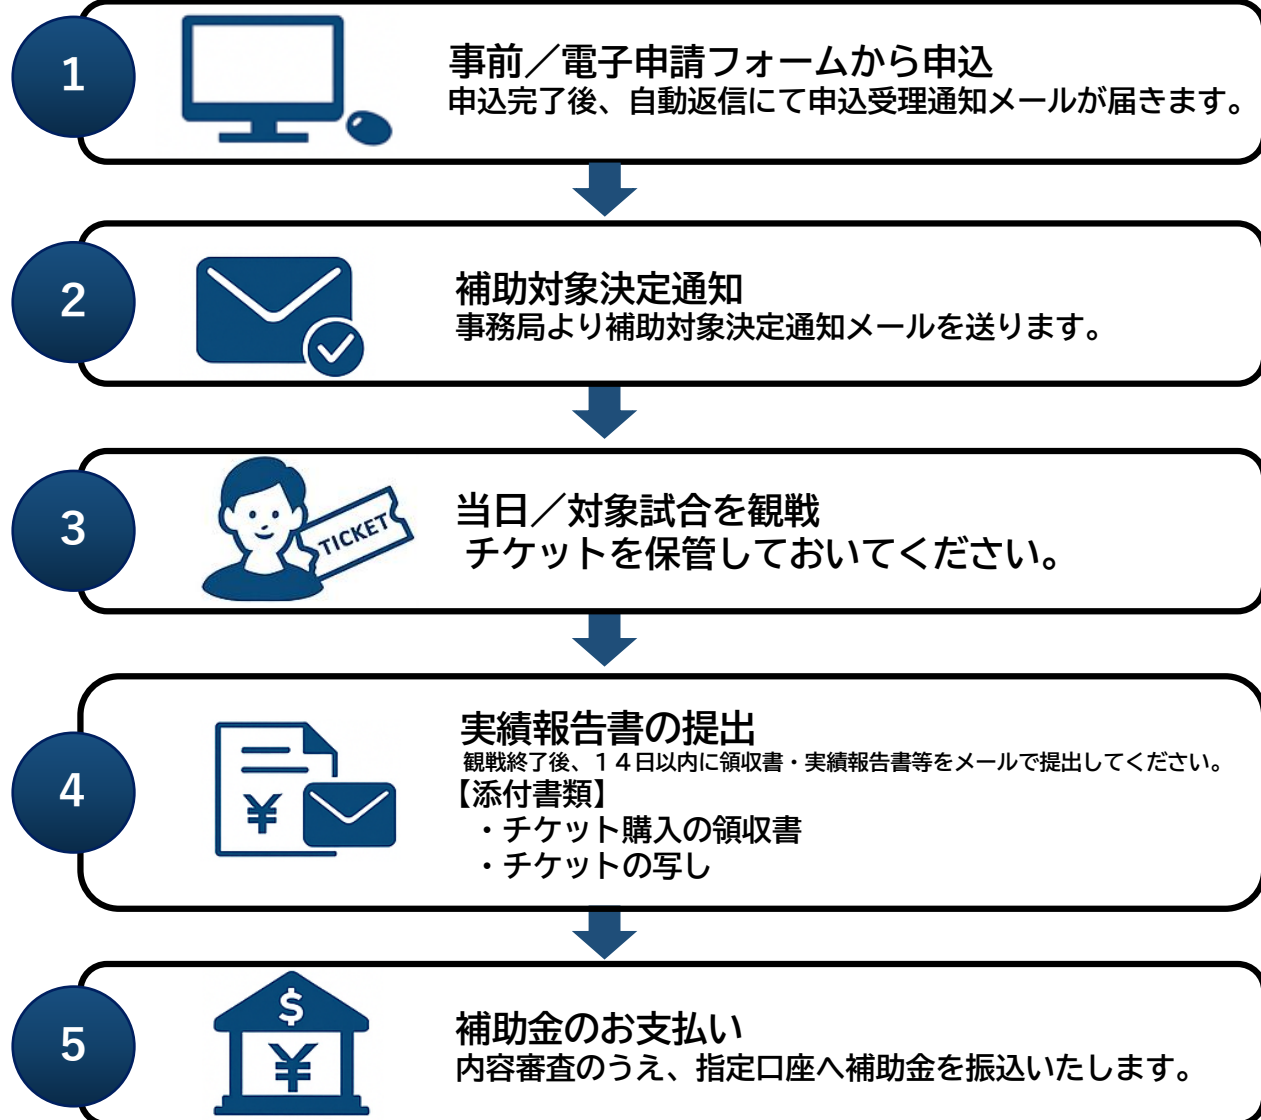 1
事前／電子申請フォームから申込
申込完了後、自動返信にて申込受理通知メールが届きます。
2
補助対象決定通知
事務局より補助対象決定通知メールを送ります。
3
TICKET
当日／対象試合を観戦
チケットを保管しておいてください。
4
¥
実績報告書の提出
観戦終了後、１４日以内に領収書・実績報告書等をメールで提出してください。
【添付書類】
・チケット購入の領収書
・チケットの写し
5
$
¥
補助金のお支払い
内容審査のうえ、指定口座へ補助金を振込いたします。